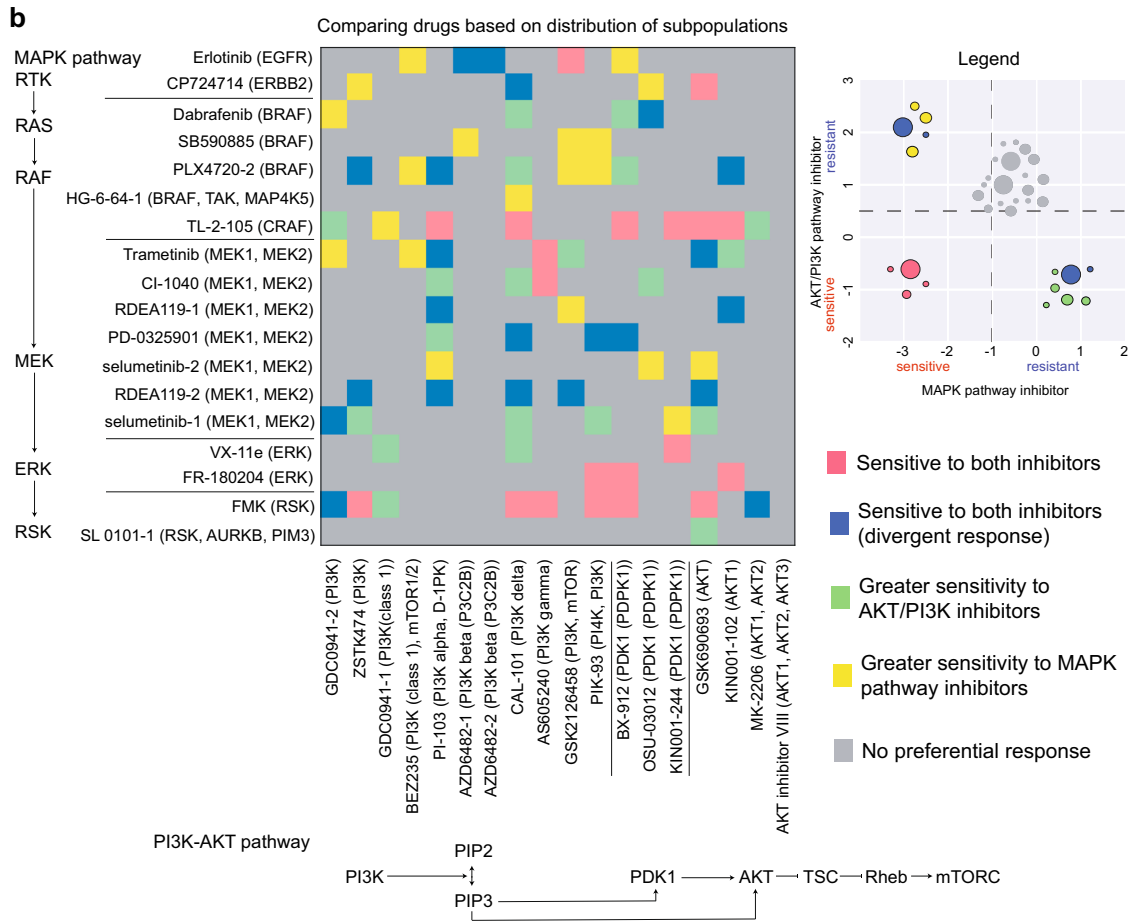 b
Comparing drugs based on distribution of subpopulations
MAPK pathway
RTK
RAS
RAF
MEK
ERK
RSK
Erlotinib (EGFR)
CP724714 (ERBB2)
Dabrafenib (BRAF)
SB590885 (BRAF)
PLX4720-2 (BRAF)
HG-6-64-1 (BRAF, TAK, MAP4K5)
TL-2-105 (CRAF)
Trametinib (MEK1, MEK2)
CI-1040 (MEK1, MEK2)
RDEA119-1 (MEK1, MEK2)
PD-0325901 (MEK1, MEK2)
selumetinib-2 (MEK1, MEK2)
RDEA119-2 (MEK1, MEK2)
selumetinib-1 (MEK1, MEK2)
VX-11e (ERK)
FR-180204 (ERK)
FMK (RSK)
SL 0101-1 (RSK, AURKB, PIM3)
GDC0941-2 (PI3K)
ZSTK474 (PI3K)
GDC0941-1 (PI3K(class 1))
BEZ235 (PI3K (class 1), mTOR1/2)
PI-103 (PI3K alpha, D-1PK)
AZD6482-1 (PI3K beta (P3C2B))
AZD6482-2 (PI3K beta (P3C2B))
CAL-101 (PI3K delta)
AS605240 (PI3K gamma)
GSK2126458 (PI3K, mTOR)
PIK-93 (PI4K, PI3K)
BX-912 (PDK1 (PDPK1))
OSU-03012 (PDK1 (PDPK1))
KIN001-244 (PDK1 (PDPK1))
GSK690693 (AKT)
KIN001-102 (AKT1)
MK-2206 (AKT1, AKT2)
AKT inhibitor VIII (AKT1, AKT2, AKT3)
Legend
AKT/PI3K pathway inhibitor
sensitive
resistant
3
2
1
0
-1
-2
-3 -2 -1 0 1 2
sensitive
resistant
MAPK pathway inhibitor
Sensitive to both inhibitors
Sensitive to both inhibitors
(divergent response)
Greater sensitivity to
AKT/PI3K inhibitors
Greater sensitivity to MAPK
pathway inhibitors
No preferential response
PI3K-AKT pathway
PIP2
PI3K
PIP3
PDK1
AKT
TSC
Rheb
mTORC